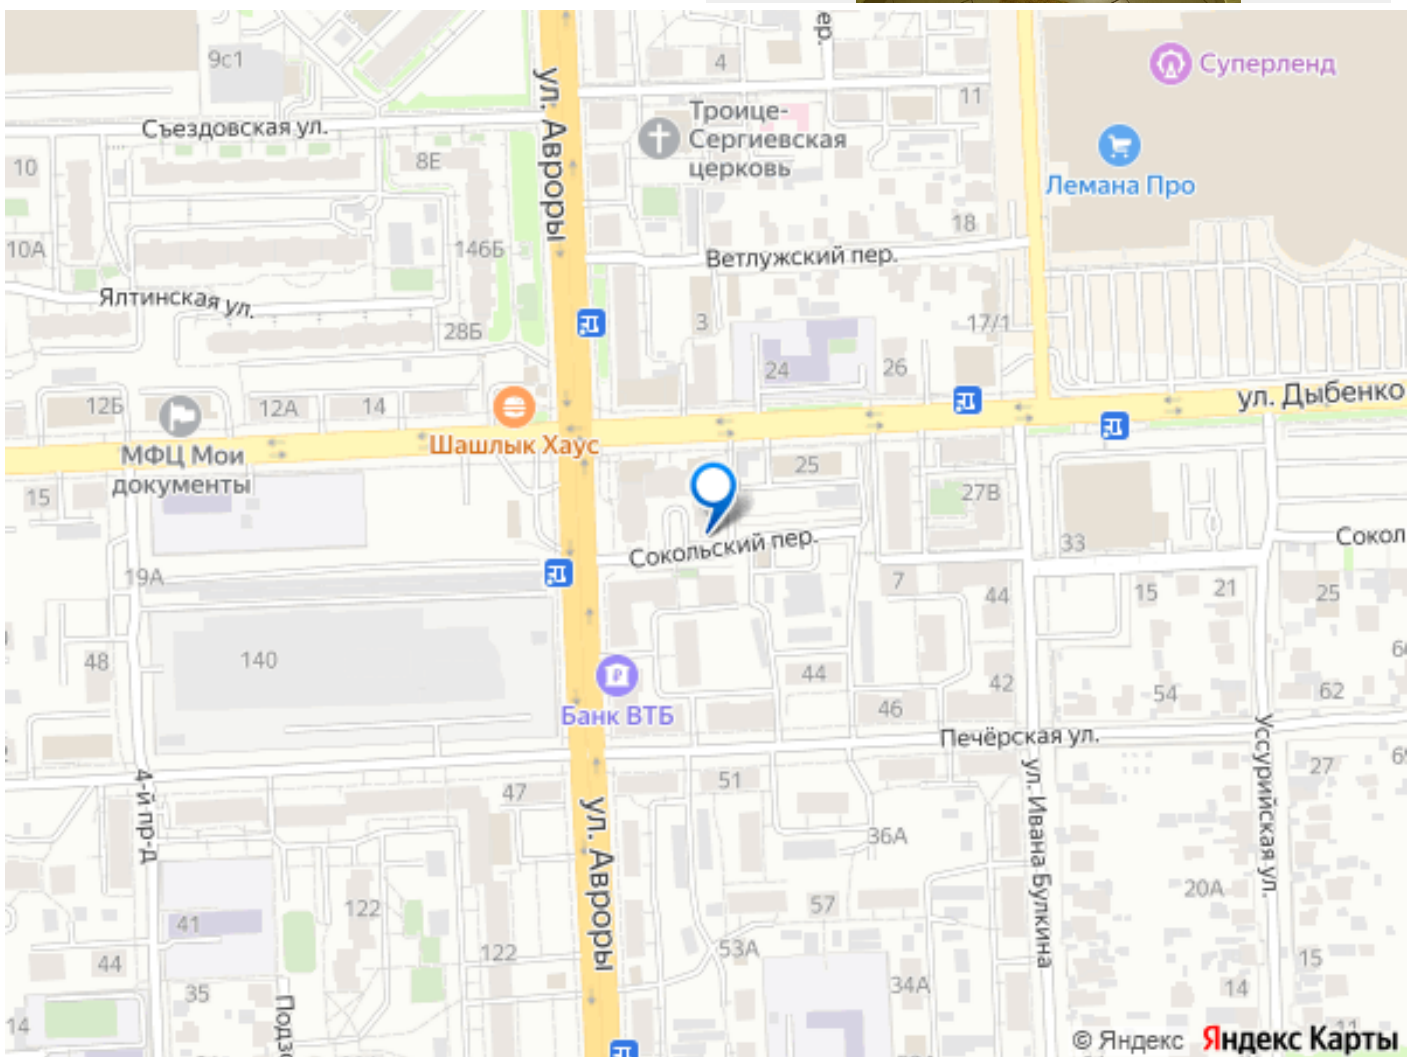 9с1
пер.
4
11
Суперленд
ул. Авроры
Съездовская ул.
Троице-
Сергиевская
церковь
Лемана Про
10
8Е
18
10А
146Б
Ветлужский пер.
Ялтинская ул.
28Б
3
17/1
24
26
12Б
12А
14
ул. Дыбенко
Шашлык Хаус
МФЦ Мои
документы
15
25
27В
Сокольский пер.
33
Сокол
19А
7
44
15
21
25
48
140
44
42
54
62
46
Банк ВТБ
Печёрская ул.
Уссурийская ул.
27
4-й пр-д
47
51
ул. Авроры
ул. Ивана Булкина
36А
20А
41
122
57
122
53А
44
35
34А
15
14
14
Подзо
© Яндекс Яндекс Карты